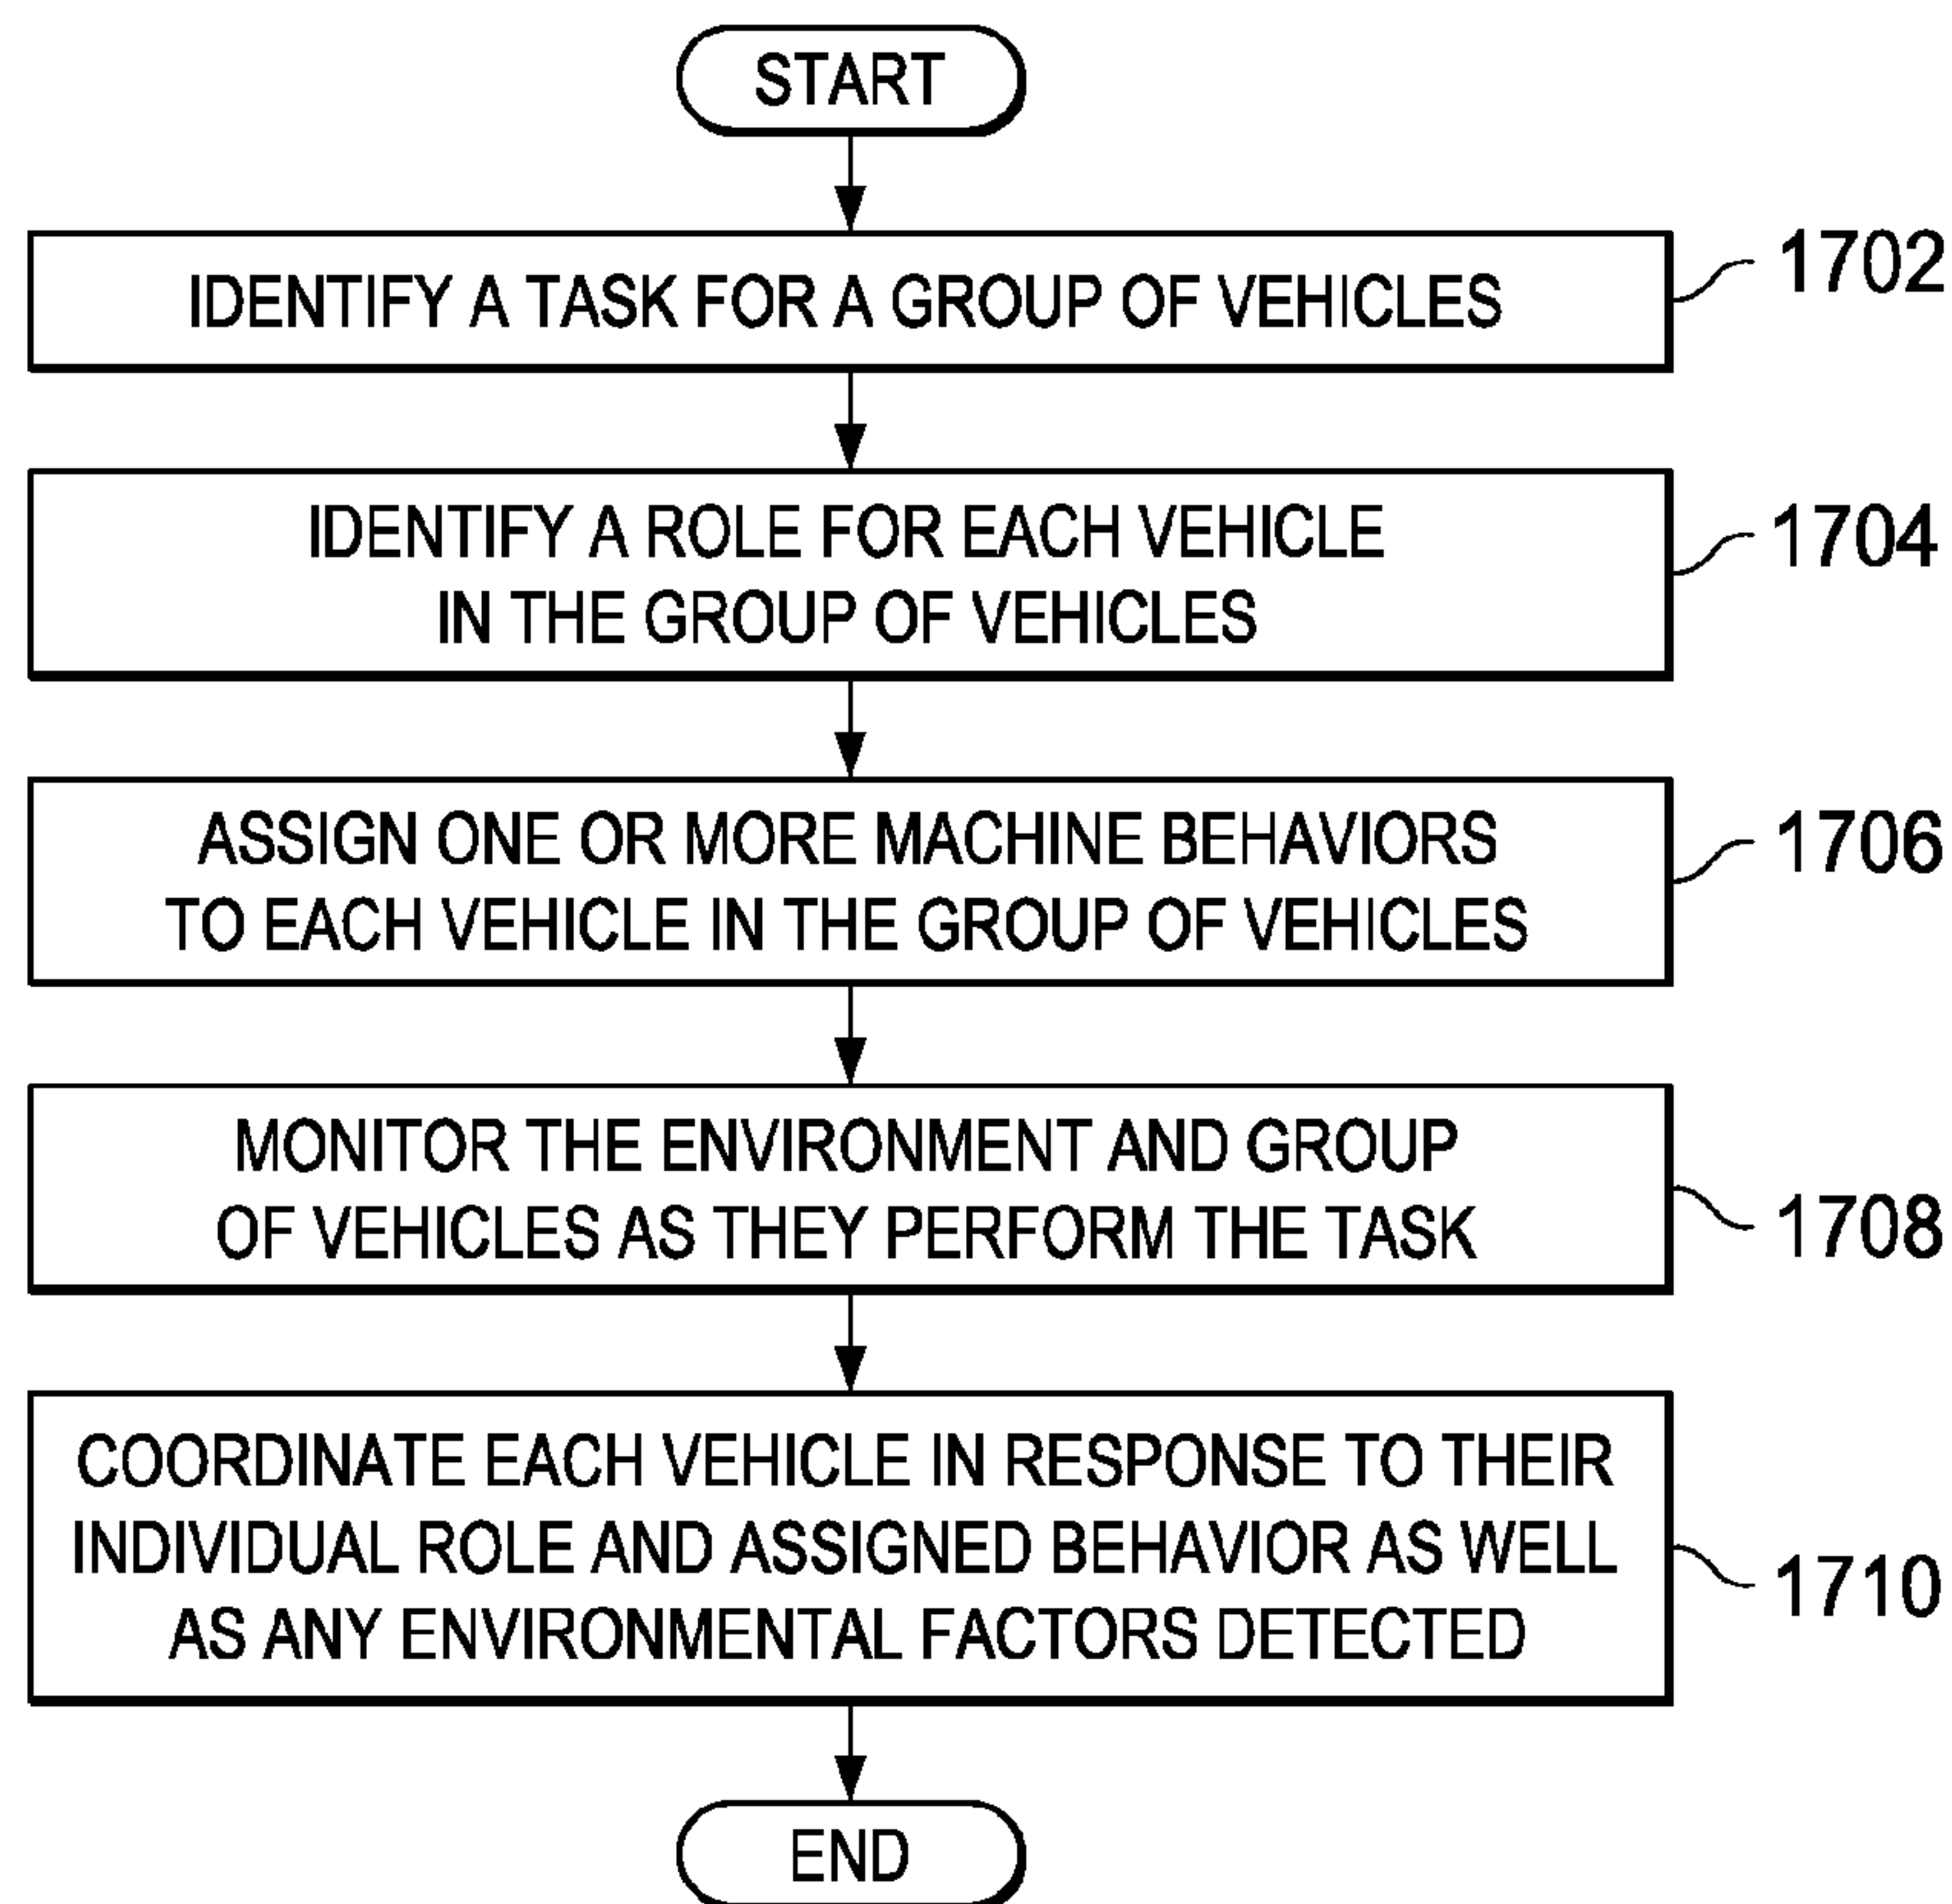 START
IDENTIFY A TASK FOR A GROUP OF VEHICLES
1702
IDENTIFY A ROLE FOR EACH VEHICLE
IN THE GROUP OF VEHICLES
1704
ASSIGN ONE OR MORE MACHINE BEHAVIORS
TO EACH VEHICLE IN THE GROUP OF VEHICLES
1706
MONITOR THE ENVIRONMENT AND GROUP
OF VEHICLES AS THEY PERFORM THE TASK
1708
COORDINATE EACH VEHICLE IN RESPONSE TO THEIR
INDIVIDUAL ROLE AND ASSIGNED BEHAVIOR AS WELL
AS ANY ENVIRONMENTAL FACTORS DETECTED
1710
END